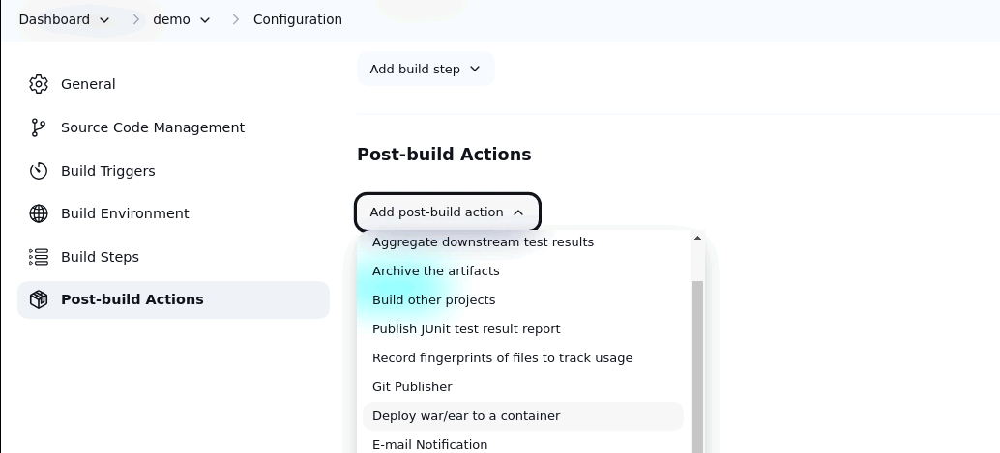 Dashboard demo Configuration
General
Source Code Management
Build Triggers
Build Environment
Build Steps
Post-build Actions
Add build step
Post-build Actions
Add post-build action
Aggregate downstream test results
Archive the artifacts
Build other projects
Publish JUnit test result report
Record fingerprints of files to track usage
Git Publisher
Deploy war/ear to a container
E-mail Notification